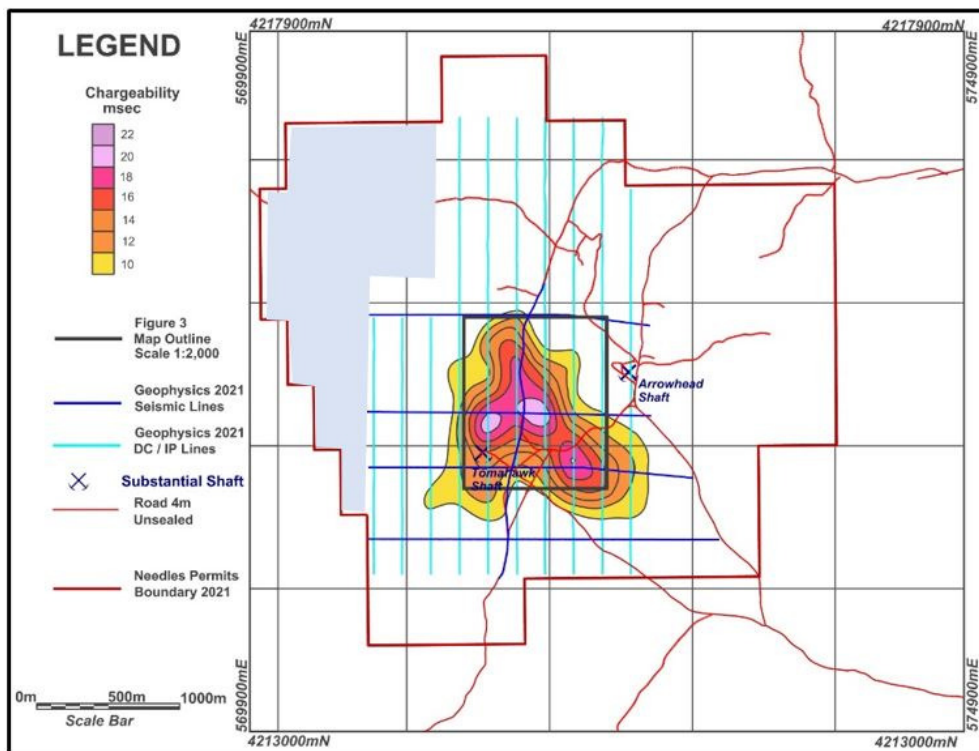 4217900mN
4217900mN
LEGEND
569900mE
574900mE
Chargeability
msec
22
20
18
16
14
12
10
Figure 3
Map Outline
Scale 1:2,000
Geophysics 2021
Seismic Lines
Geophysics 2021
DC / IP Lines
Substantial Shaft
Road 4m
Unsealed
Needles Permits
Boundary 2021
Arrowhead
Shaft
Tomahawk
Shaft
0m
500m
1000m
Scale Bar
569900mE
574900mE
4213000mN
4213000mN